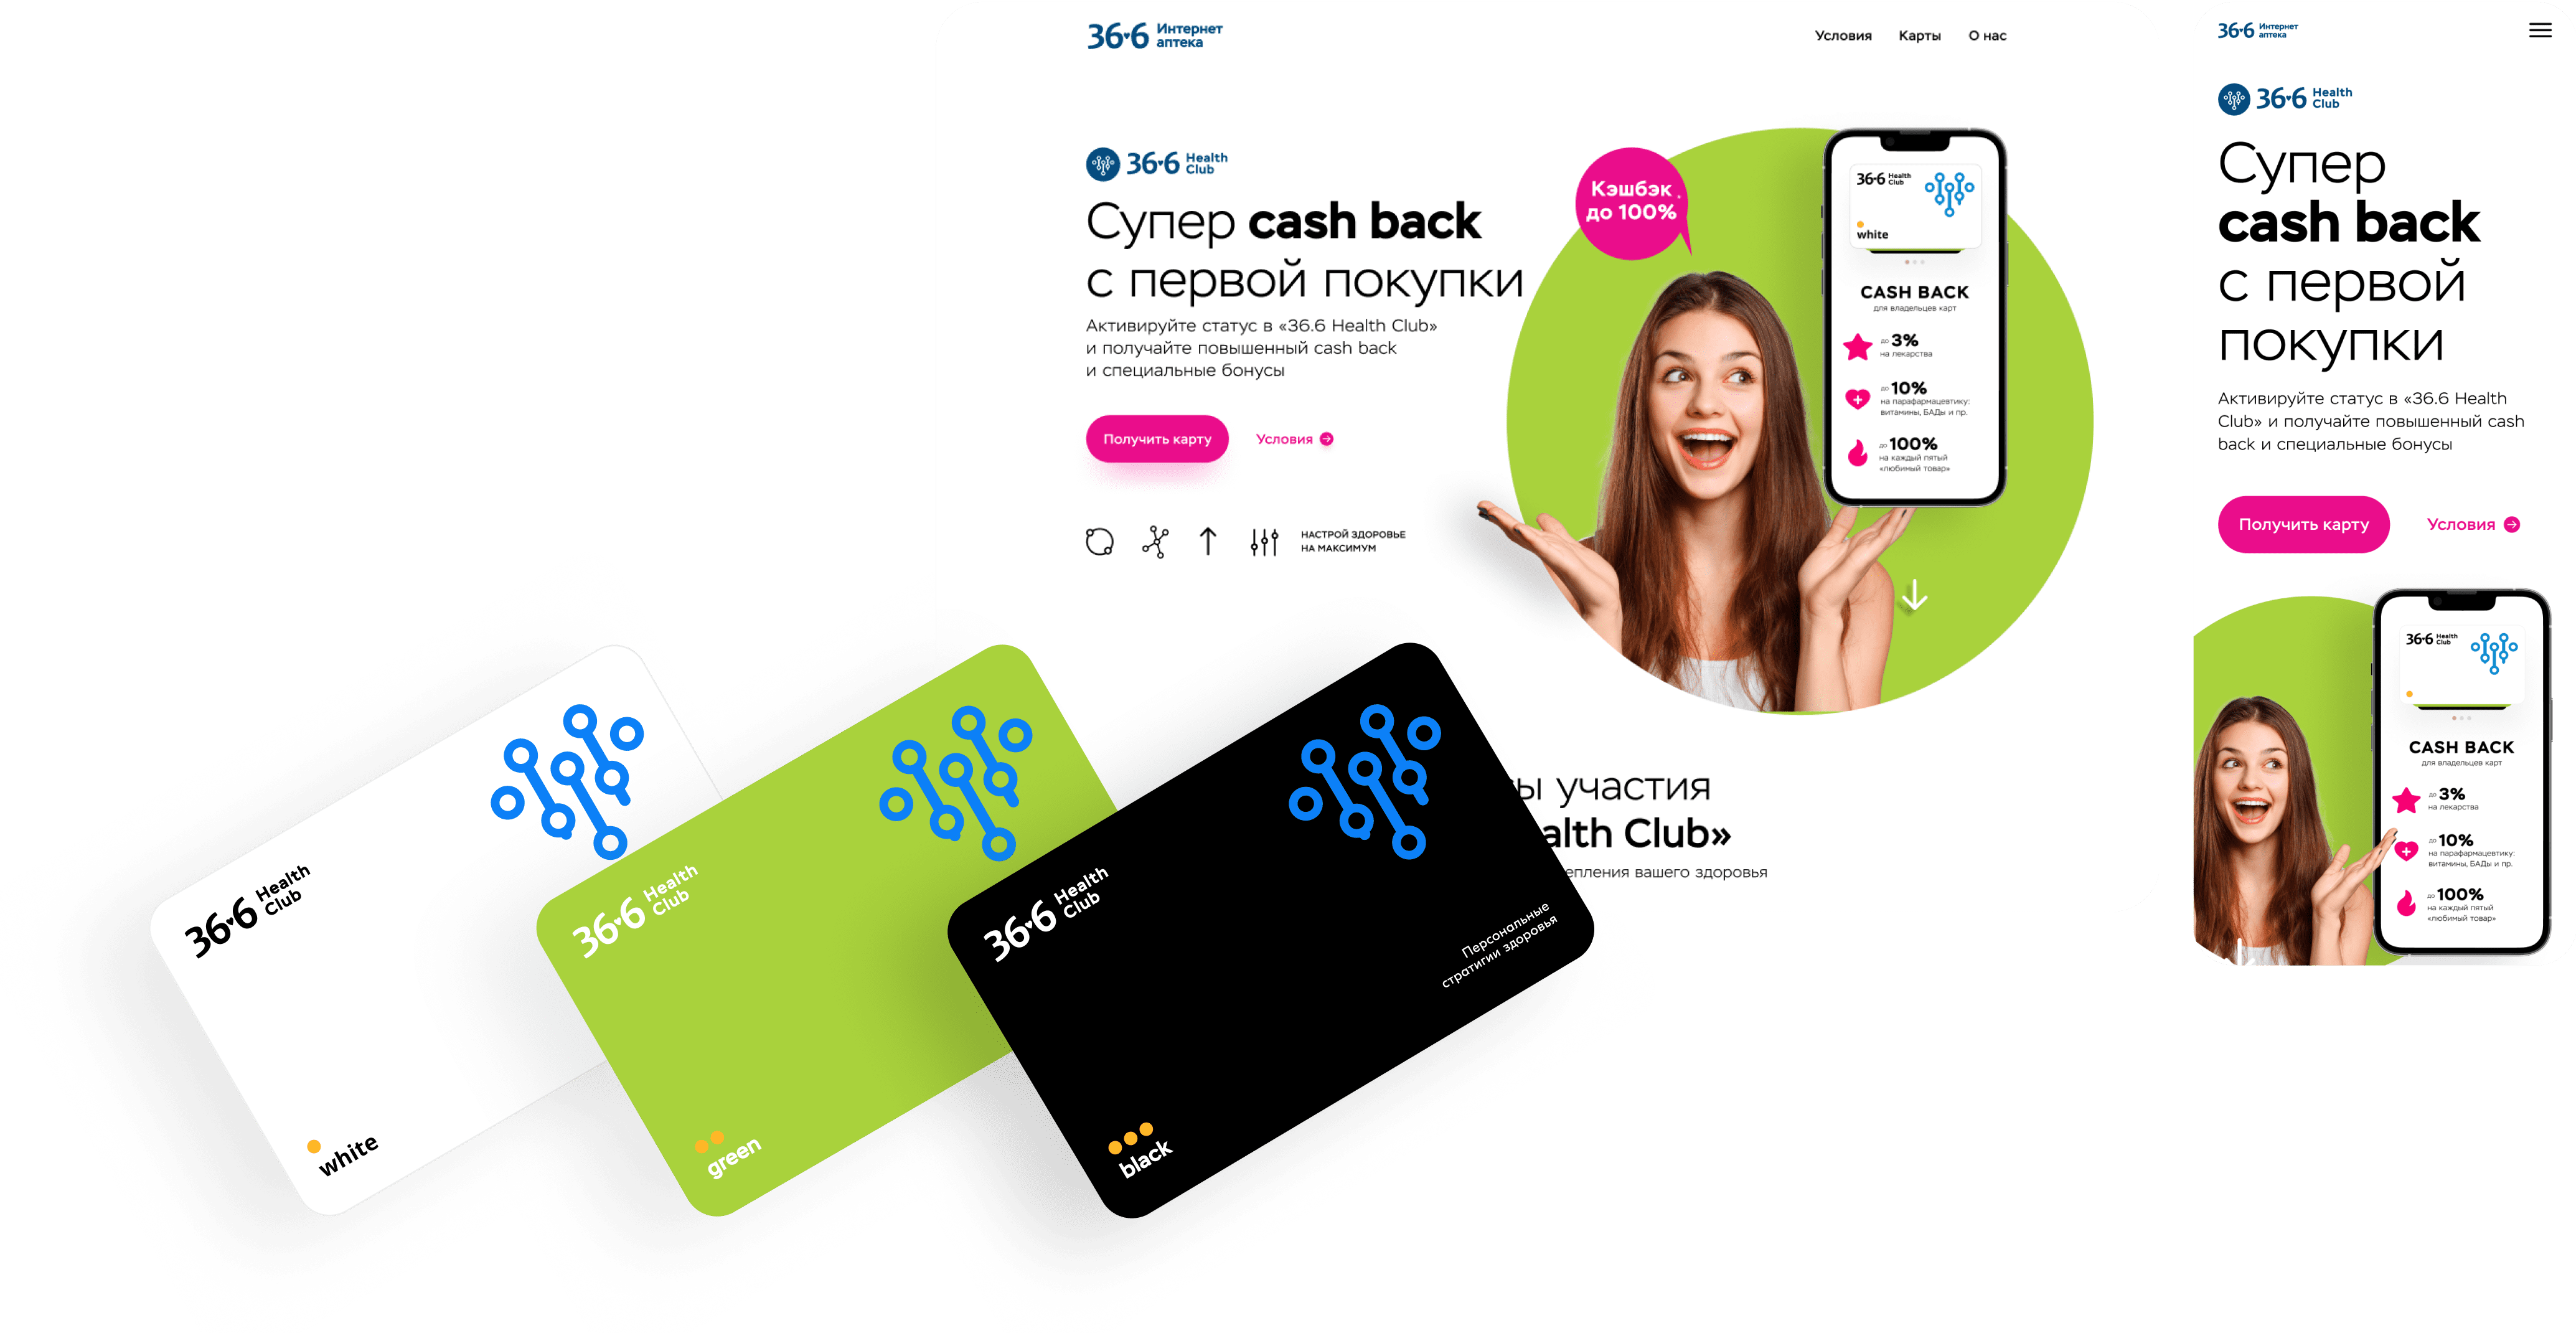 36·6 Интернет
аптека
Условия Карты О нас
36·6 Health
Club
Супер cash back
с первой покупки
Активируйте статус в «36.6 Health Club»
и получайте повышенный cash back
и специальные бонусы
Получить карту
Условия
НАСТРОЙ ЗДОРОВЬЕ
НА МАКСИМУМ
Кэшбэк
до 100%
36·6 Health
Club
white
CASH BACK
для владельцев карт
до 3%
на лекарства
до 10%
на парафармацевтику:
витамины, БАДы и пр.
до 100%
на каждый пятый
«любимый товар»
участия
Club»
вашего здоровья
36·6 Health
Club
white
36·6 Health
Club
green
36·6 Health
Club
Персональные
стратигии здоровья
black
36·6 Интернет
аптека
36·6 Health
Club
Супер
cash back
с первой
покупки
Активируйте статус в «36.6 Health
Club» и получайте повышенный cash
back и специальные бонусы
Получить карту
Условия
36·6 Health
Club
CASH BACK
для владельцев карт
до 3%
на лекарства
до 10%
на парафармацевтику:
витамины, БАДы и пр.
до 100%
на каждый пятый
«любимый товар»